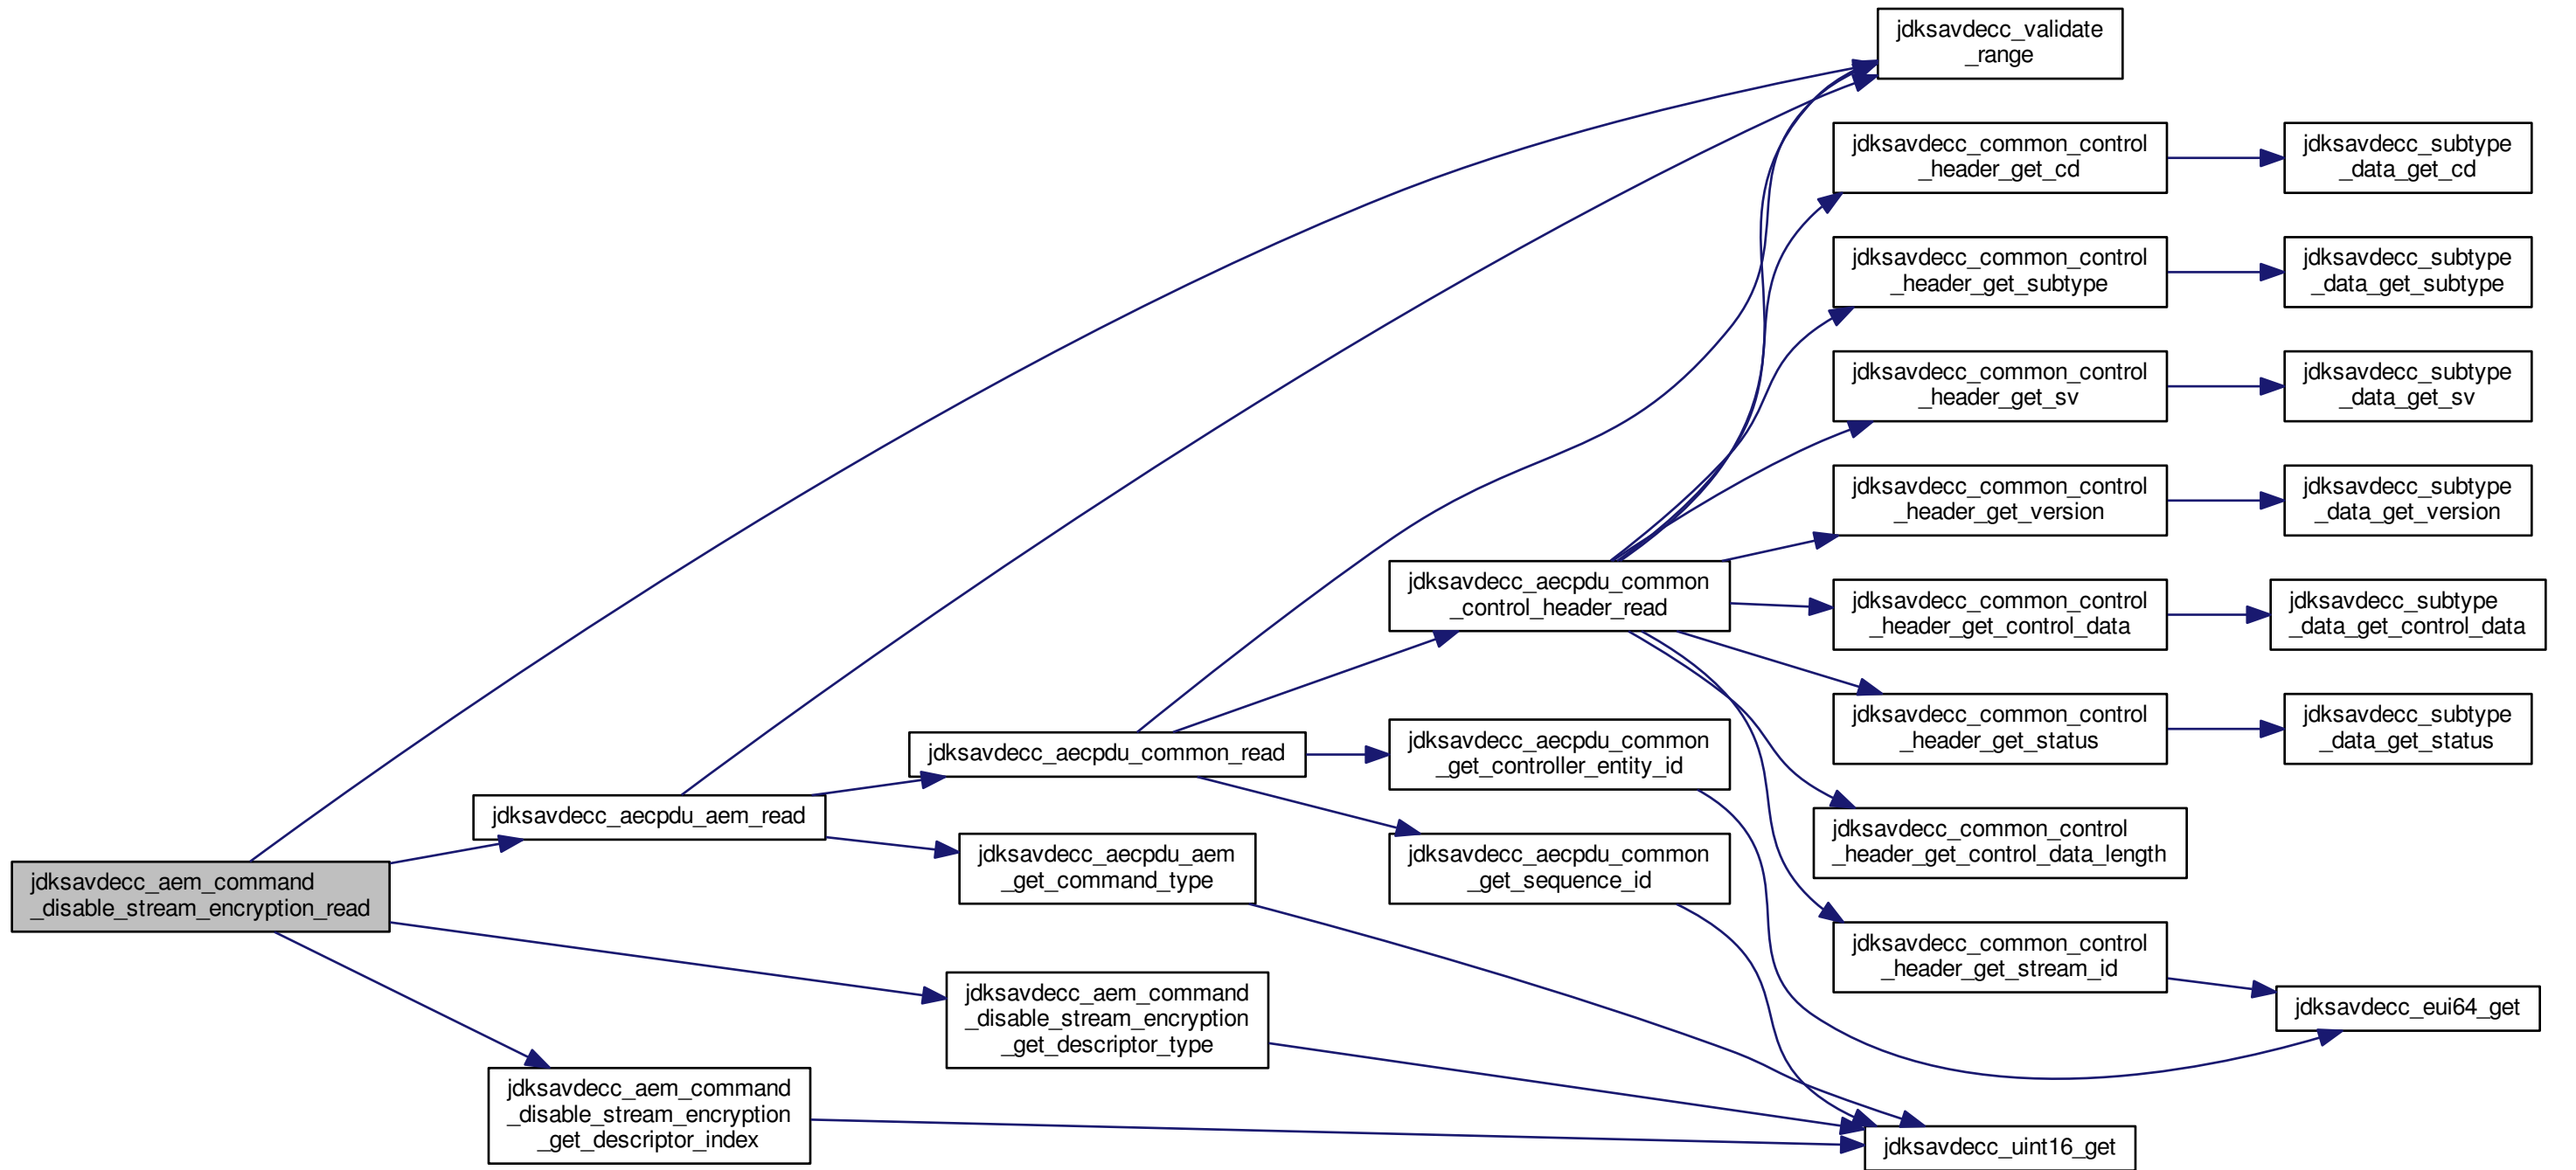 jdksavdecc_validate
_range
jdksavdecc_common_control
_header_get_cd
jdksavdecc_subtype
_data_get_cd
jdksavdecc_common_control
_header_get_subtype
jdksavdecc_subtype
_data_get_subtype
jdksavdecc_common_control
_header_get_sv
jdksavdecc_subtype
_data_get_sv
jdksavdecc_common_control
_header_get_version
jdksavdecc_subtype
_data_get_version
jdksavdecc_aecpdu_common
_control_header_read
jdksavdecc_common_control
_header_get_control_data
jdksavdecc_subtype
_data_get_control_data
jdksavdecc_common_control
_header_get_status
jdksavdecc_subtype
_data_get_status
jdksavdecc_aecpdu_common_read
jdksavdecc_aecpdu_common
_get_controller_entity_id
jdksavdecc_aecpdu_aem_read
jdksavdecc_common_control
_header_get_control_data_length
jdksavdecc_aecpdu_aem
_get_command_type
jdksavdecc_aecpdu_common
_get_sequence_id
jdksavdecc_aem_command
_disable_stream_encryption_read
jdksavdecc_common_control
_header_get_stream_id
jdksavdecc_aem_command
_disable_stream_encryption
_get_descriptor_type
jdksavdecc_eui64_get
jdksavdecc_aem_command
_disable_stream_encryption
_get_descriptor_index
jdksavdecc_uint16_get